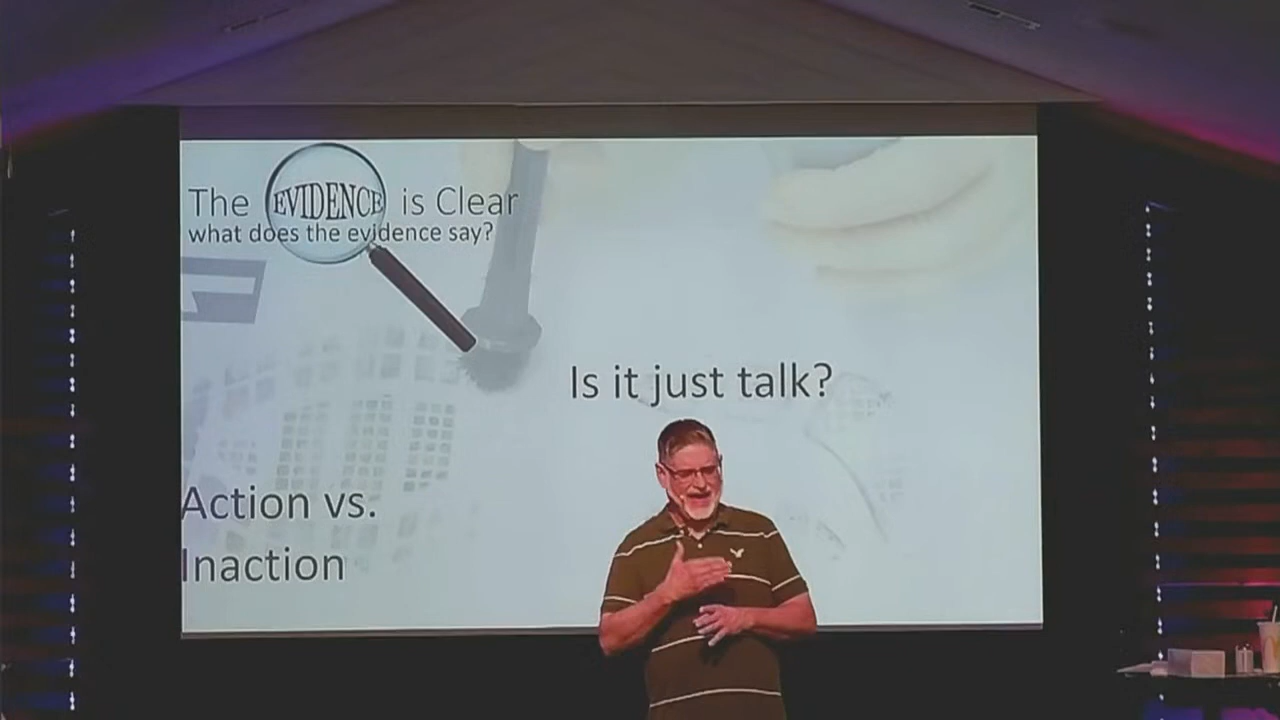 The EVIDENCE is Clear
what does the evidence say?
Is it just talk?
Action vs.
Inaction